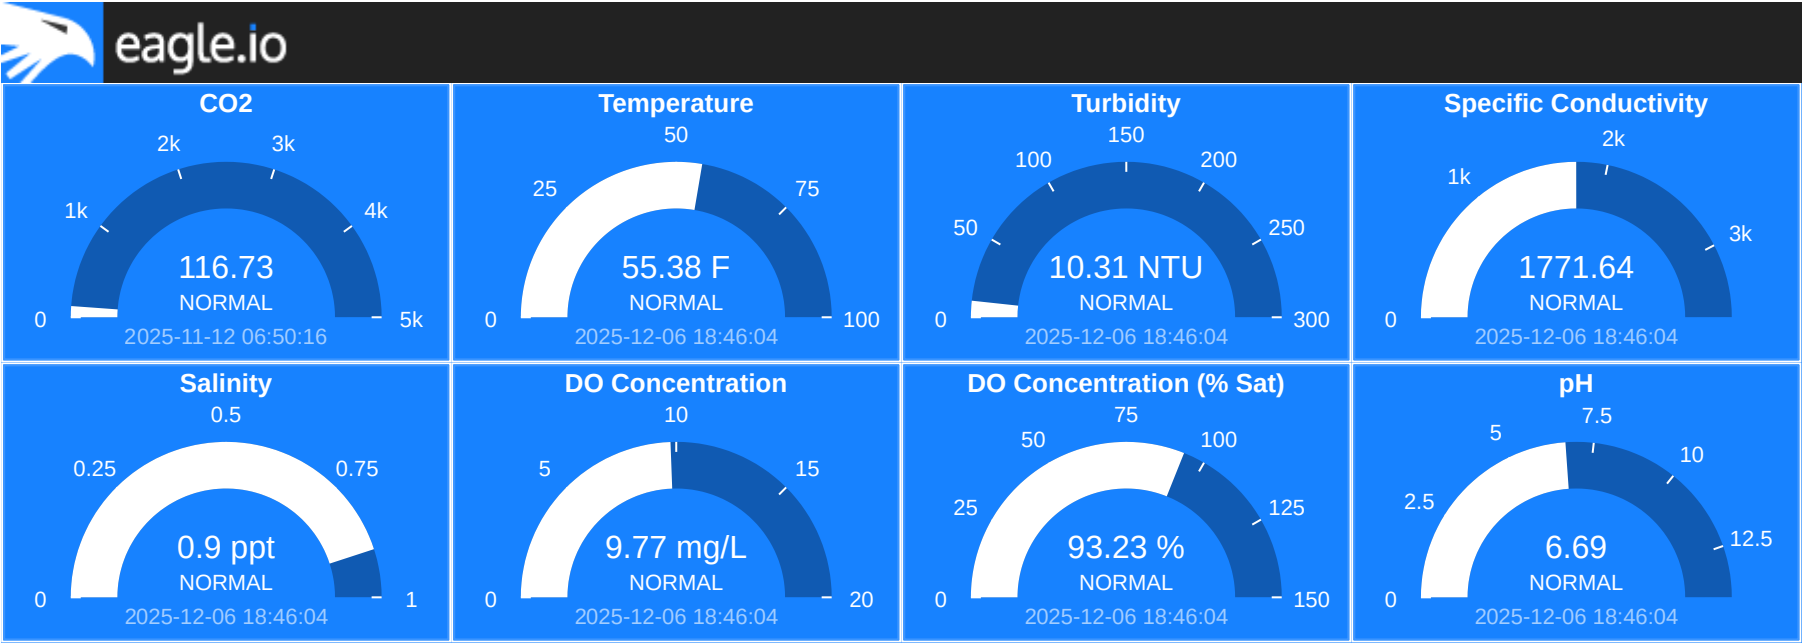 eagle.io
CO2
2k 3k
1k 4k
116.73
NORMAL
0 5k
2025-11-12 06:50:16
Temperature
50
25 75
55.38 F
NORMAL
0 100
2025-12-06 18:46:04
Turbidity
150
100 200
50 250
10.31 NTU
NORMAL
0 300
2025-12-06 18:46:04
Specific Conductivity
2k
1k
3k
1771.64
NORMAL
0
2025-12-06 18:46:04
Salinity
0.5
0.25 0.75
0.9 ppt
NORMAL
0 1
2025-12-06 18:46:04
DO Concentration
10
5 15
9.77 mg/L
NORMAL
0 20
2025-12-06 18:46:04
DO Concentration (% Sat)
75
50 100
25 125
93.23 %
NORMAL
0 150
2025-12-06 18:46:04
pH
7.5
5
10
2.5
12.5
6.69
NORMAL
0
2025-12-06 18:46:04